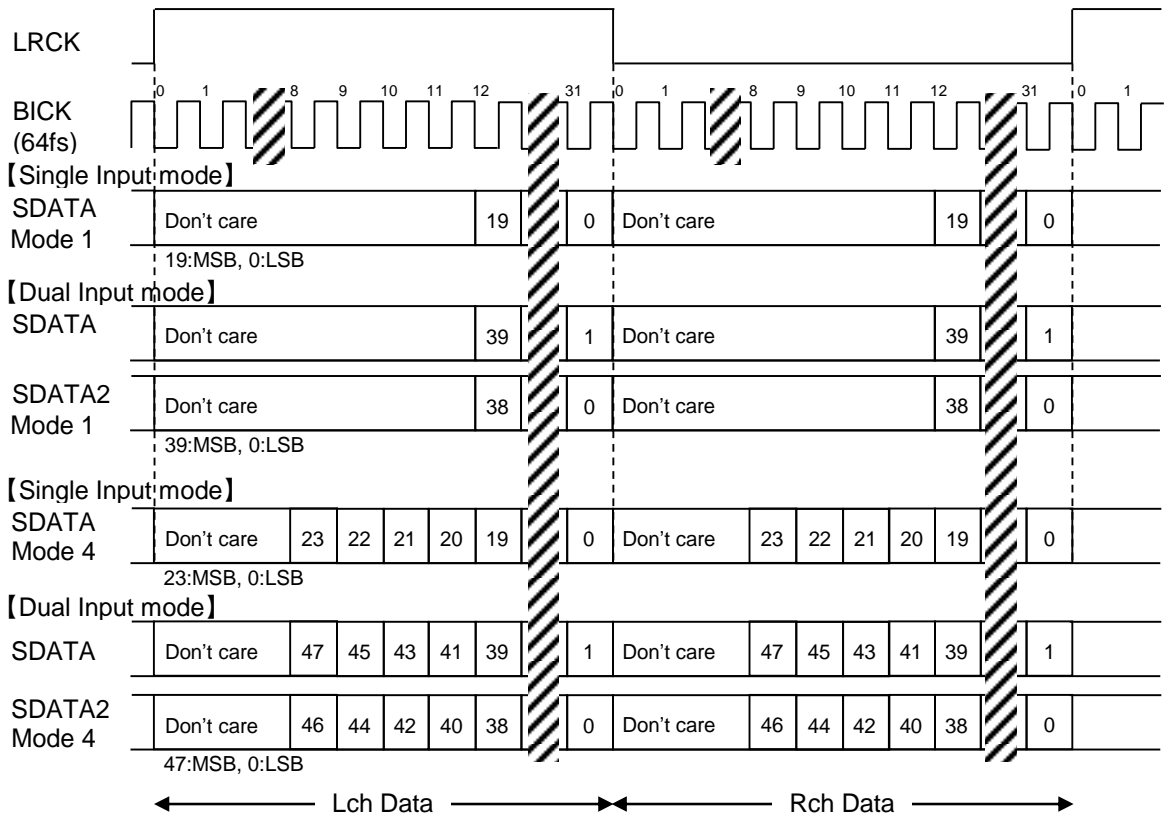 LRCK
0 1 8 9 10 11 12 31 0 1 8 9 10 11 12 31 0 1
BICK
(64fs)
【Single Input mode】
SDATA
Mode 1
Don’t care 19 0 Don’t care 19 0
19:MSB, 0:LSB
【Dual Input mode】
SDATA
Don’t care 39 1 Don’t care 39 1
SDATA2
Mode 1
Don’t care 38 0 Don’t care 38 0
39:MSB, 0:LSB
【Single Input mode】
SDATA
Mode 4
Don’t care 23 22 21 20 19 0 Don’t care 23 22 21 20 19 0
23:MSB, 0:LSB
【Dual Input mode】
SDATA
Don’t care 47 45 43 41 39 1 Don’t care 47 45 43 41 39 1
SDATA2
Mode 4
Don’t care 46 44 42 40 38 0 Don’t care 46 44 42 40 38 0
47:MSB, 0:LSB
Lch Data Rch Data